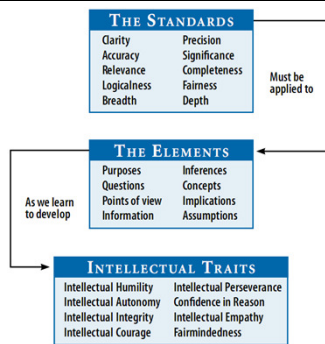 THE STANDARDS
Clarity Precision
Accuracy Significance
Relevance Completeness
Logicalness Fairness
Breadth Depth
Must be
applied to
THE ELEMENTS
Purposes Inferences
Questions Concepts
Points of view Implications
Information Assumptions
As we learn
to develop
INTELLECTUAL TRAITS
Intellectual Humility Intellectual Perseverance
Intellectual Autonomy Confidence in Reason
Intellectual Integrity Intellectual Empathy
Intellectual Courage Fairmindedness